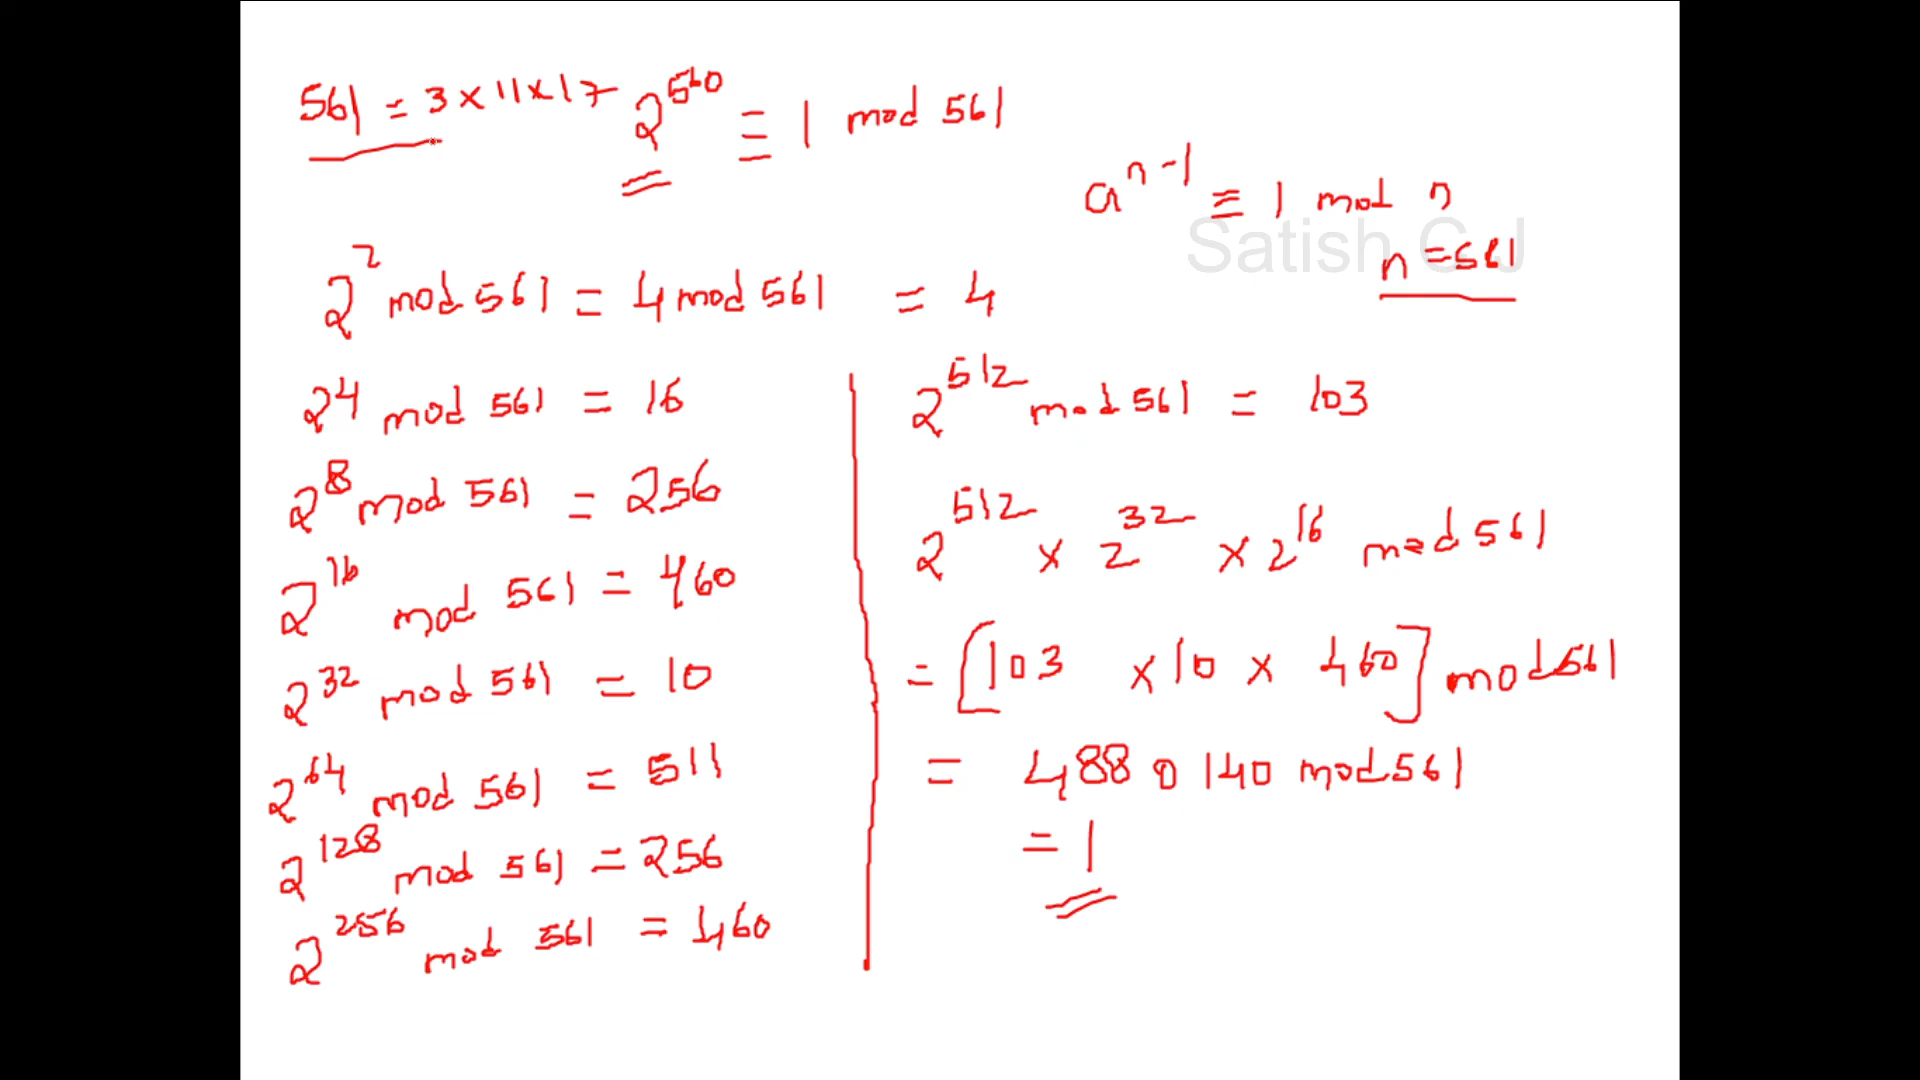 561 = 3 × 11 × 17 2^560 ≡ 1 mod 561
a^n-1 ≡ 1 mod n
Satish C J
n = 561
2^2 mod 561 = 4 mod 561 = 4
2^4 mod 561 = 16
2^8 mod 561 = 256
2^16 mod 561 = 460
2^32 mod 561 = 10
2^64 mod 561 = 511
2^128 mod 561 = 256
2^256 mod 561 = 460
2^512 mod 561 = 103
2^512 × 2^32 × 2^16 mod 561
= [103 × 10 × 460] mod 561
= 4880140 mod 561
= 1